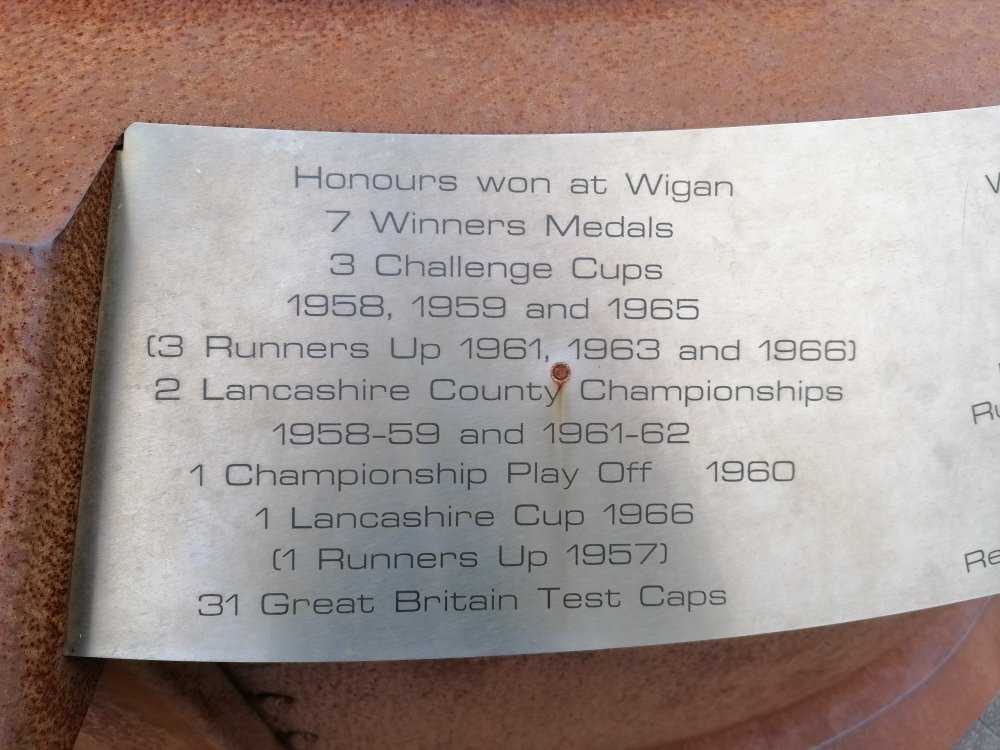 Honours won at Wigan
7 Winners Medals
3 Challenge Cups
1958, 1959 and 1965
(3 Runners Up 1961, 1963 and 1966)
2 Lancashire County Championships
1958-59 and 1961-62
1 Championship Play Off 1960
1 Lancashire Cup 1966
(1 Runners Up 1957)
31 Great Britain Test Caps